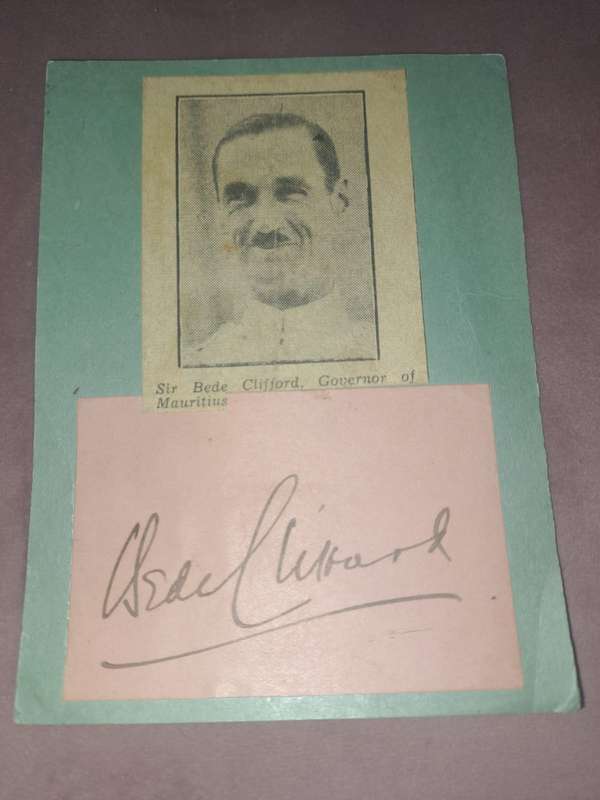 Sir Bede Clifford, Governor of
Mauritius
Bede Clifford